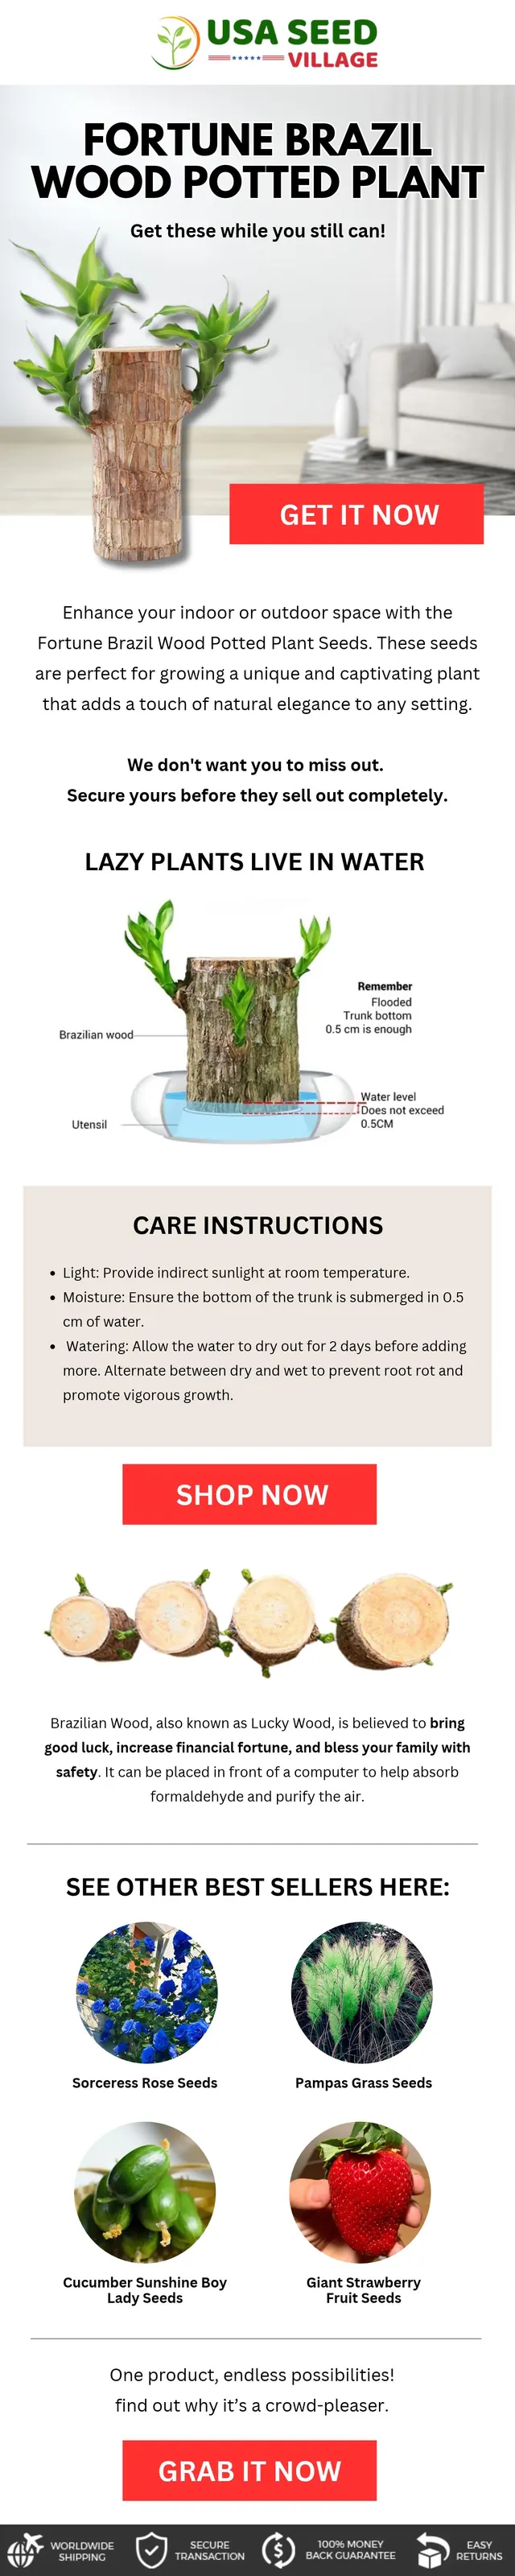 USA SEED
VILLAGE
FORTUNE BRAZIL
WOOD POTTED PLANT
Get these while you still can!
GET IT NOW
Enhance your indoor or outdoor space with the
Fortune Brazil Wood Potted Plant Seeds. These seeds
are perfect for growing a unique and captivating plant
that adds a touch of natural elegance to any setting.
We don't want you to miss out.
Secure yours before they sell out completely.
LAZY PLANTS LIVE IN WATER
Remember
Flooded
Trunk bottom
0.5 cm is enough
Brazilian wood
Water level
Does not exceed
0.5CM
Utensil
CARE INSTRUCTIONS
• Light: Provide indirect sunlight at room temperature.
• Moisture: Ensure the bottom of the trunk is submerged in 0.5
cm of water.
• Watering: Allow the water to dry out for 2 days before adding
more. Alternate between dry and wet to prevent root rot and
promote vigorous growth.
SHOP NOW
Brazilian Wood, also known as Lucky Wood, is believed to bring
good luck, increase financial fortune, and bless your family with
safety. It can be placed in front of a computer to help absorb
formaldehyde and purify the air.
SEE OTHER BEST SELLERS HERE:
Sorceress Rose Seeds
Pampas Grass Seeds
Cucumber Sunshine Boy
Lady Seeds
Giant Strawberry
Fruit Seeds
One product, endless possibilities!
find out why it’s a crowd-pleaser.
GRAB IT NOW
WORLDWIDE
SHIPPING
SECURE
TRANSACTION
100% MONEY
BACK GUARANTEE
EASY
RETURNS